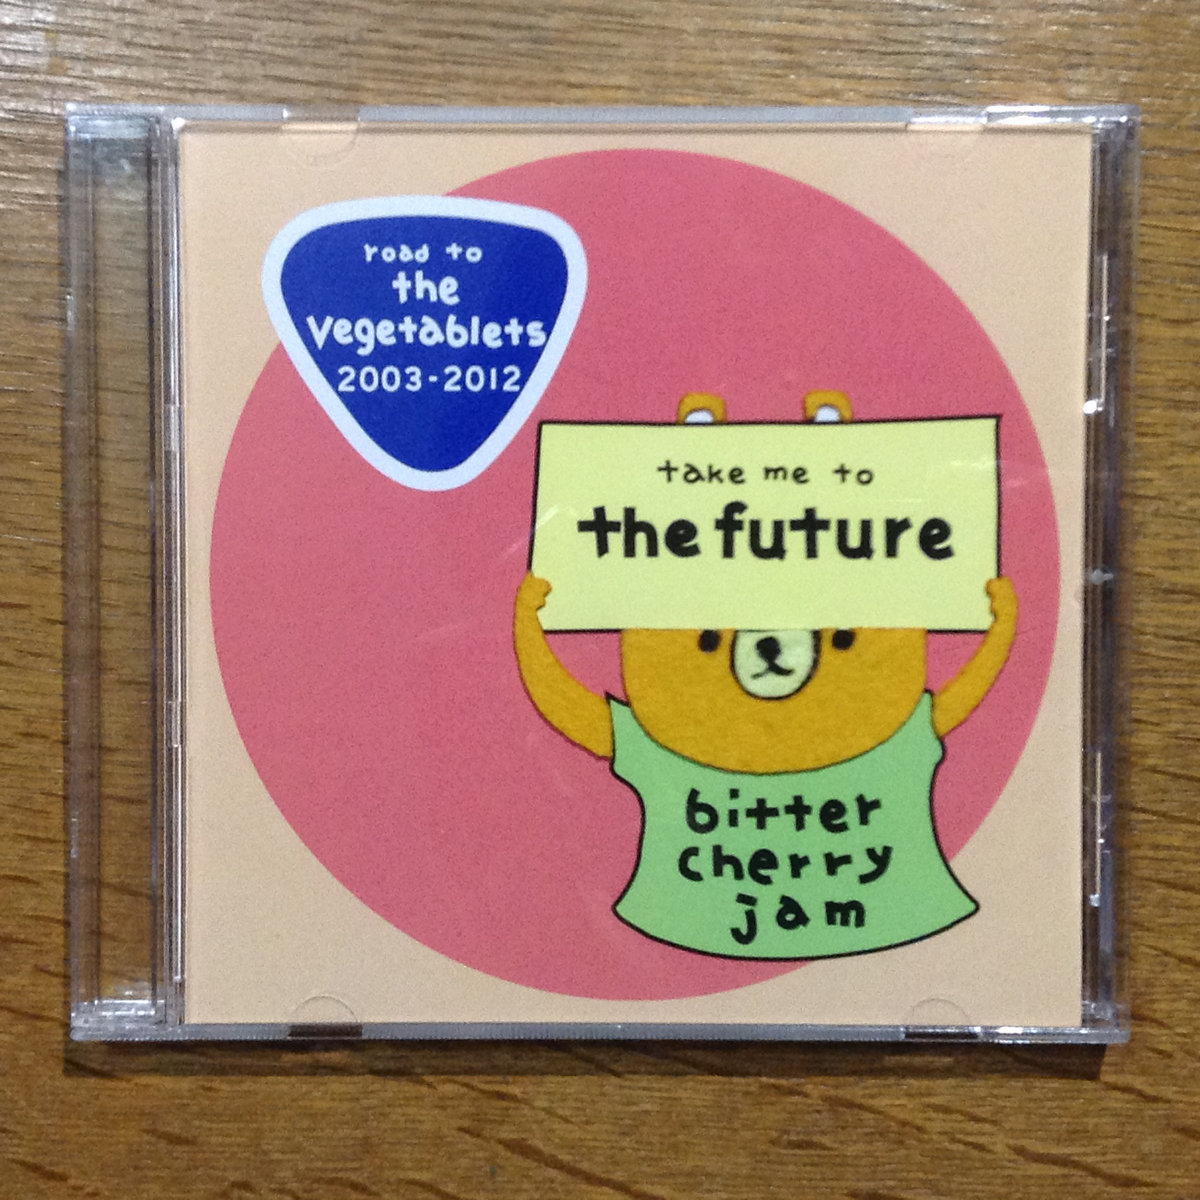 road to
the
vegetablets
2003-2012
take me to
the future
bitter
cherry
jam